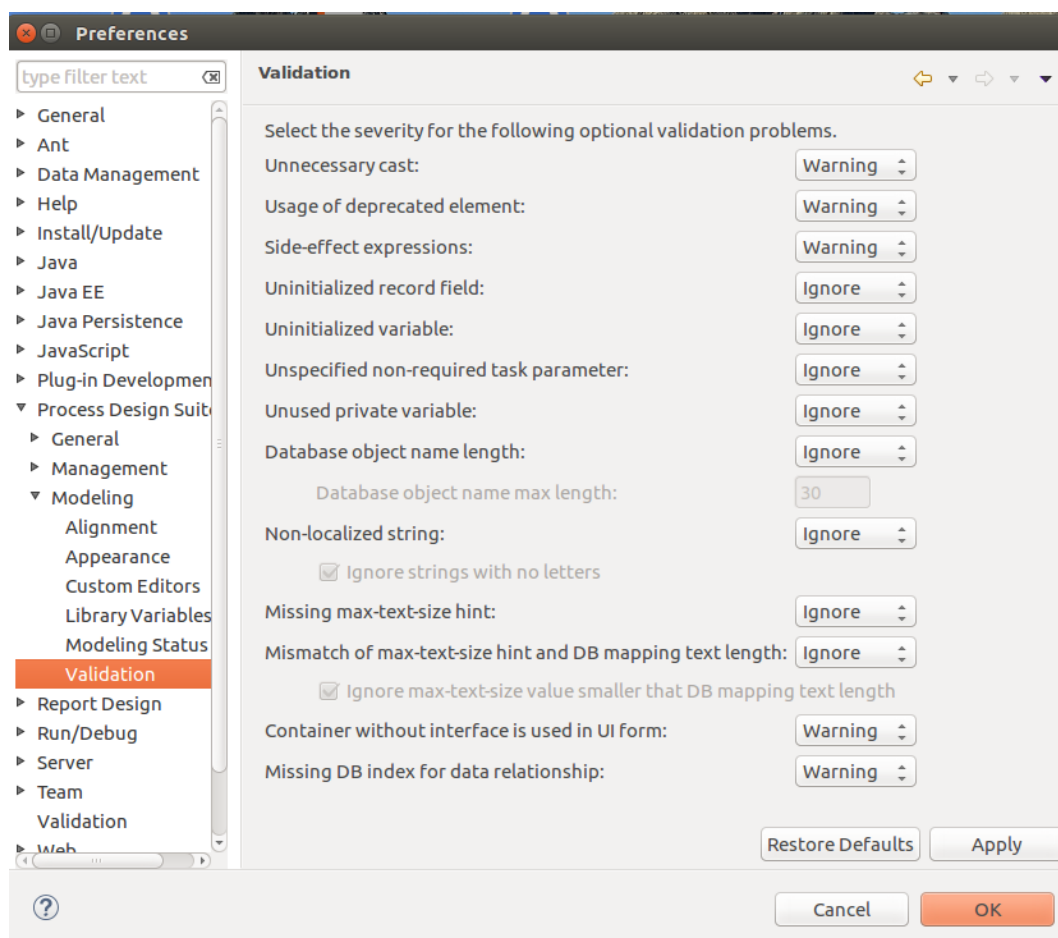 Preferences
type filter text
General
Ant
Data Management
Help
Install/Update
Java
Java EE
Java Persistence
JavaScript
Plug-in Developmen
Process Design Suit
General
Management
Modeling
Alignment
Appearance
Custom Editors
Library Variables
Modeling Status
Validation
Report Design
Run/Debug
Server
Team
Validation
Web
Validation
Select the severity for the following optional validation problems.
Unnecessary cast: Warning
Usage of deprecated element: Warning
Side-effect expressions: Warning
Uninitialized record field: Ignore
Uninitialized variable: Ignore
Unspecified non-required task parameter: Ignore
Unused private variable: Ignore
Database object name length: Ignore
Database object name max length: 30
Non-localized string: Ignore
Ignore strings with no letters
Missing max-text-size hint: Ignore
Mismatch of max-text-size hint and DB mapping text length: Ignore
Ignore max-text-size value smaller that DB mapping text length
Container without interface is used in UI form: Warning
Missing DB index for data relationship: Warning
Restore Defaults Apply
? Cancel OK